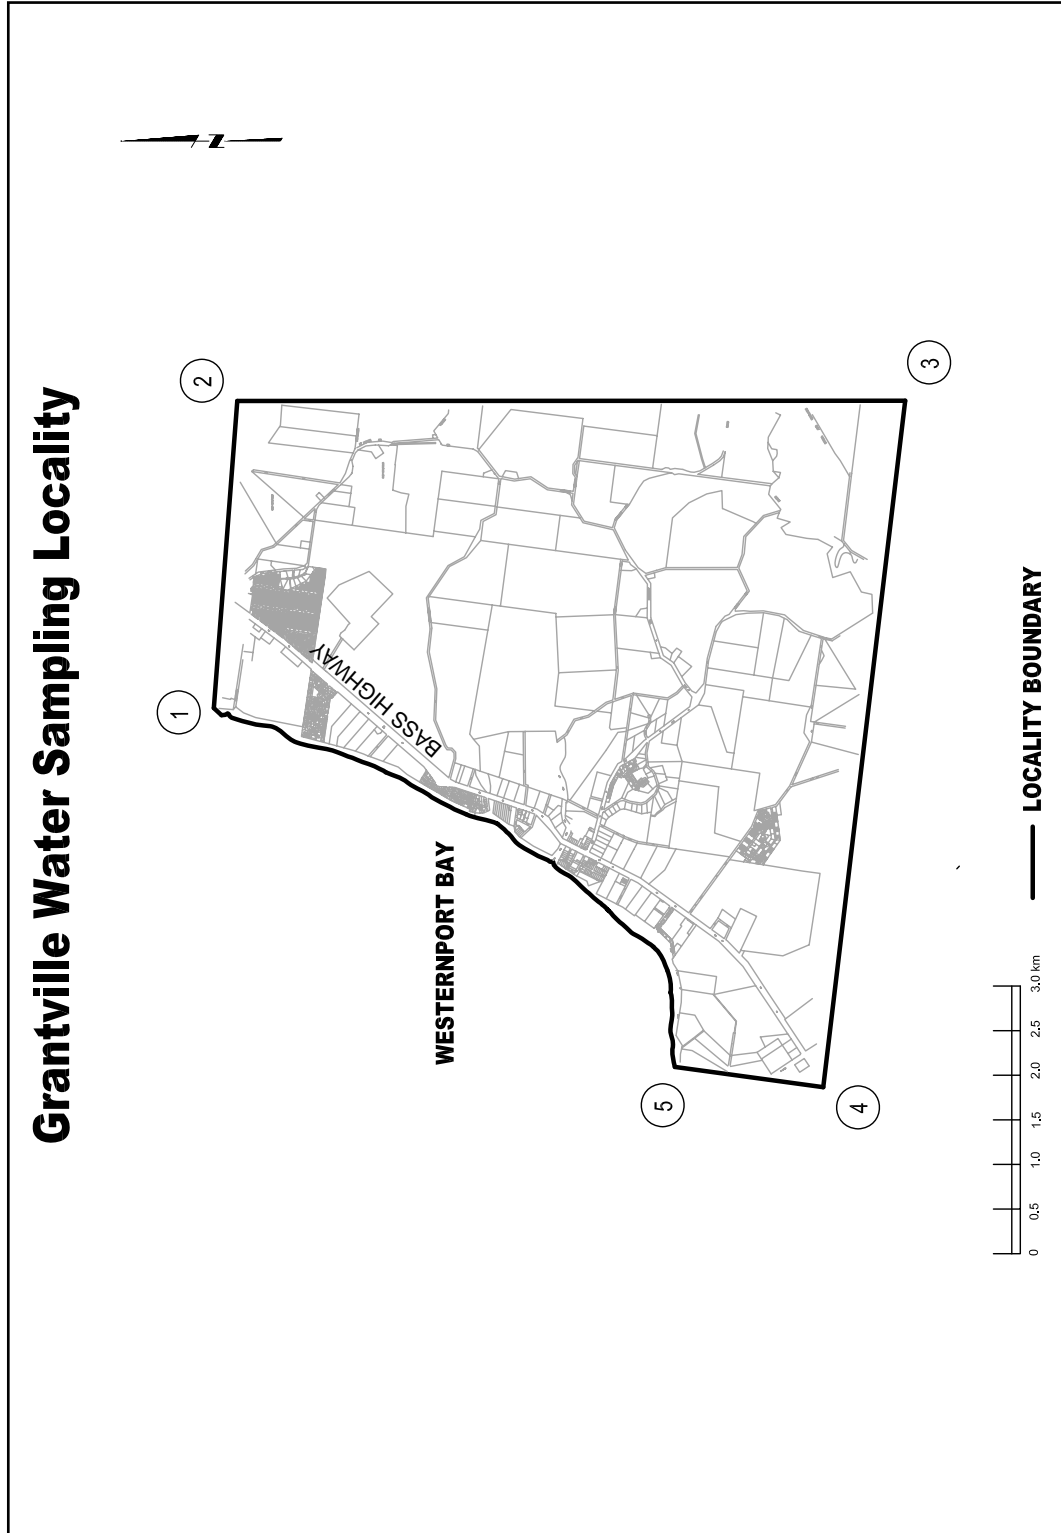 Grantville Water Sampling Locality
N
1
2
BASS HIGHWAY
WESTERNPORT BAY
5
4
3
0 0.5 1.0 1.5 2.0 2.5 3.0 km
LOCALITY BOUNDARY